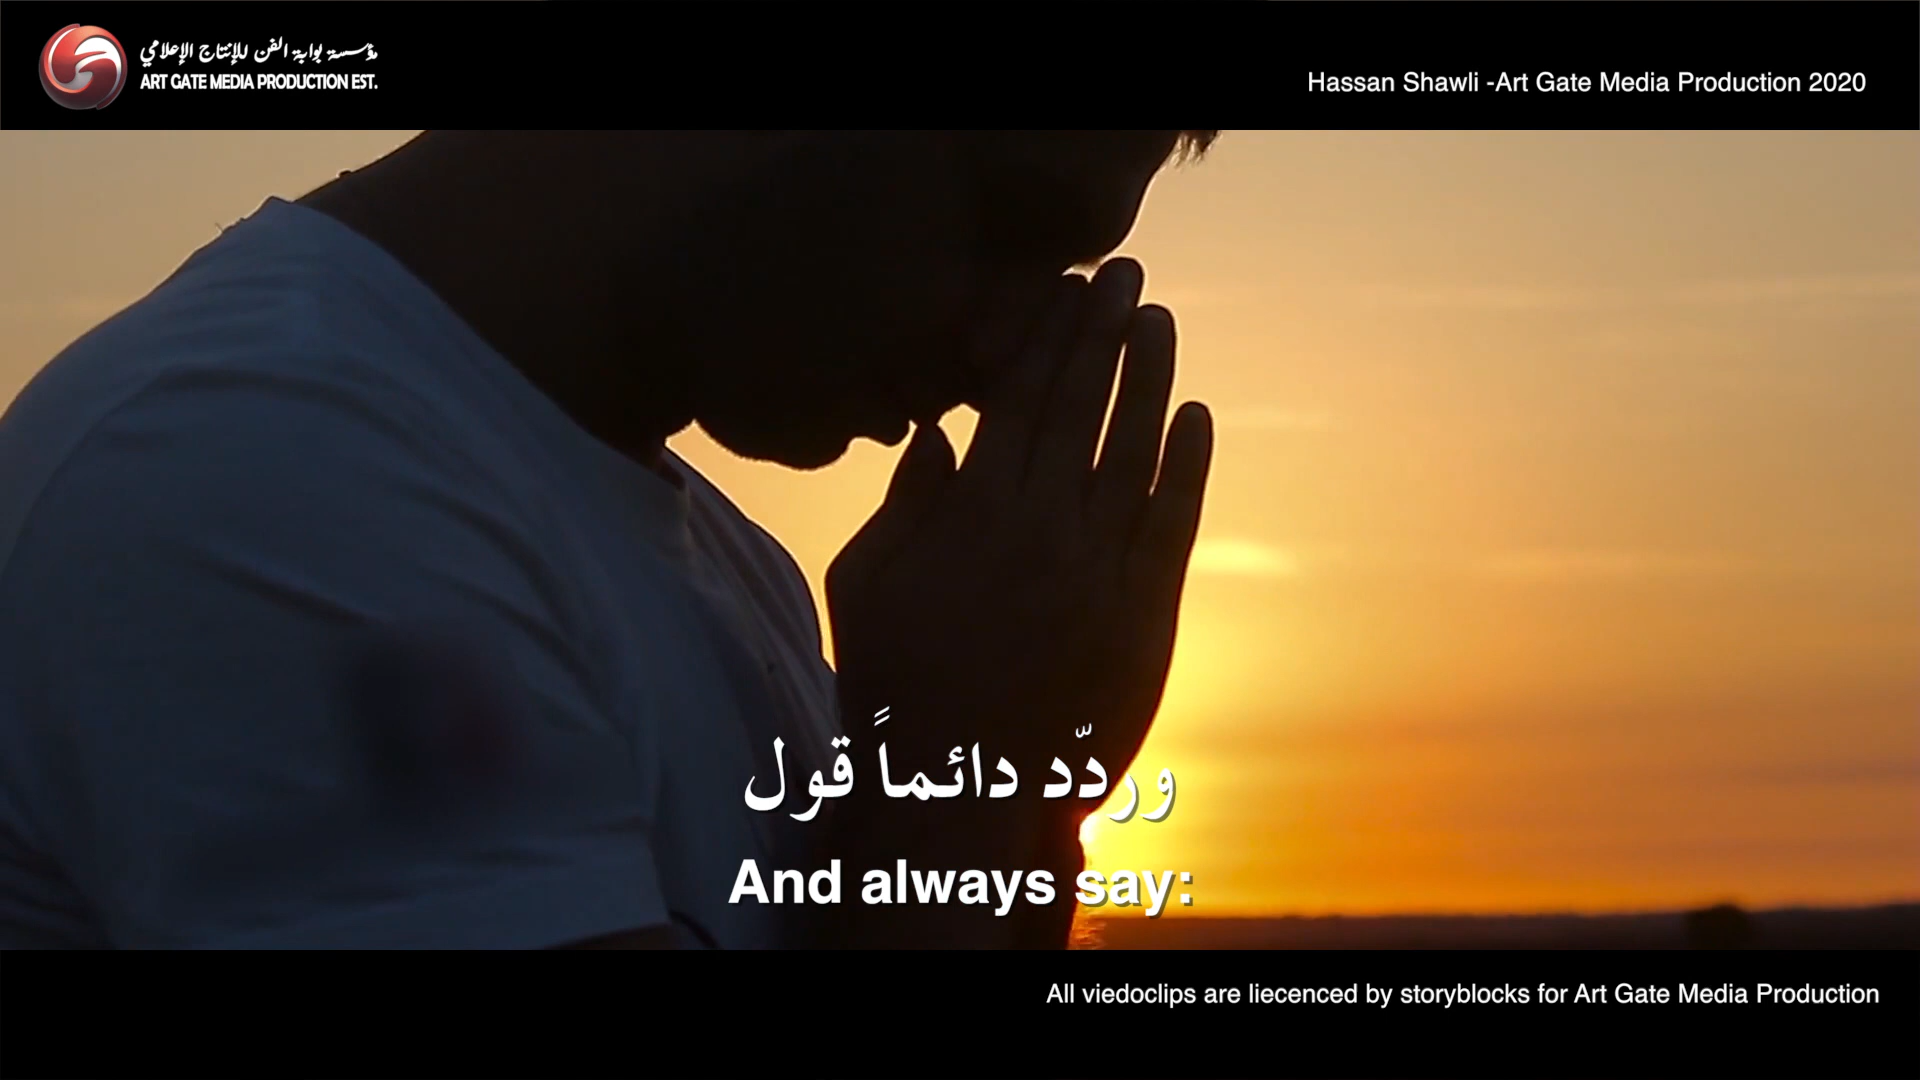 مؤسسة بوابة الفن للإنتاج الإعلامي
ART GATE MEDIA PRODUCTION EST.
Hassan Shawli -Art Gate Media Production 2020
وردّد دائماً قول
And always say:
All viedoclips are liecenced by storyblocks for Art Gate Media Production